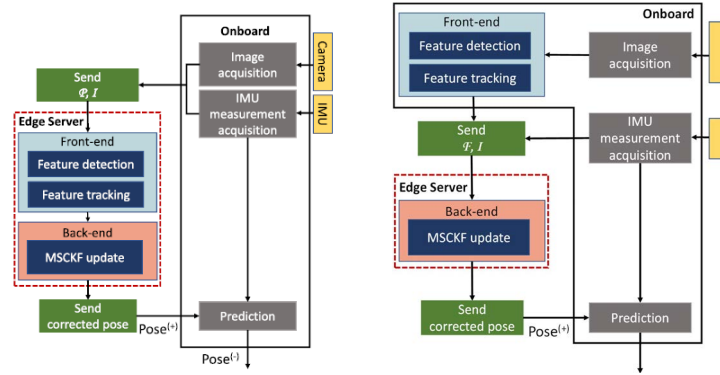 Onboard
Image
acquisition
Camera
IMU
measurement
acquisition
IMU
Send
𝒫, I
Edge Server
Front-end
Feature detection
Feature tracking
Back-end
MSCKF update
Send
corrected pose
Pose(+)
Prediction
Pose(-)
Onboard
Front-end
Feature detection
Feature tracking
Image
acquisition
Send
ℱ, I
IMU
measurement
acquisition
Edge Server
Back-end
MSCKF update
Send
corrected pose
Pose(+)
Prediction